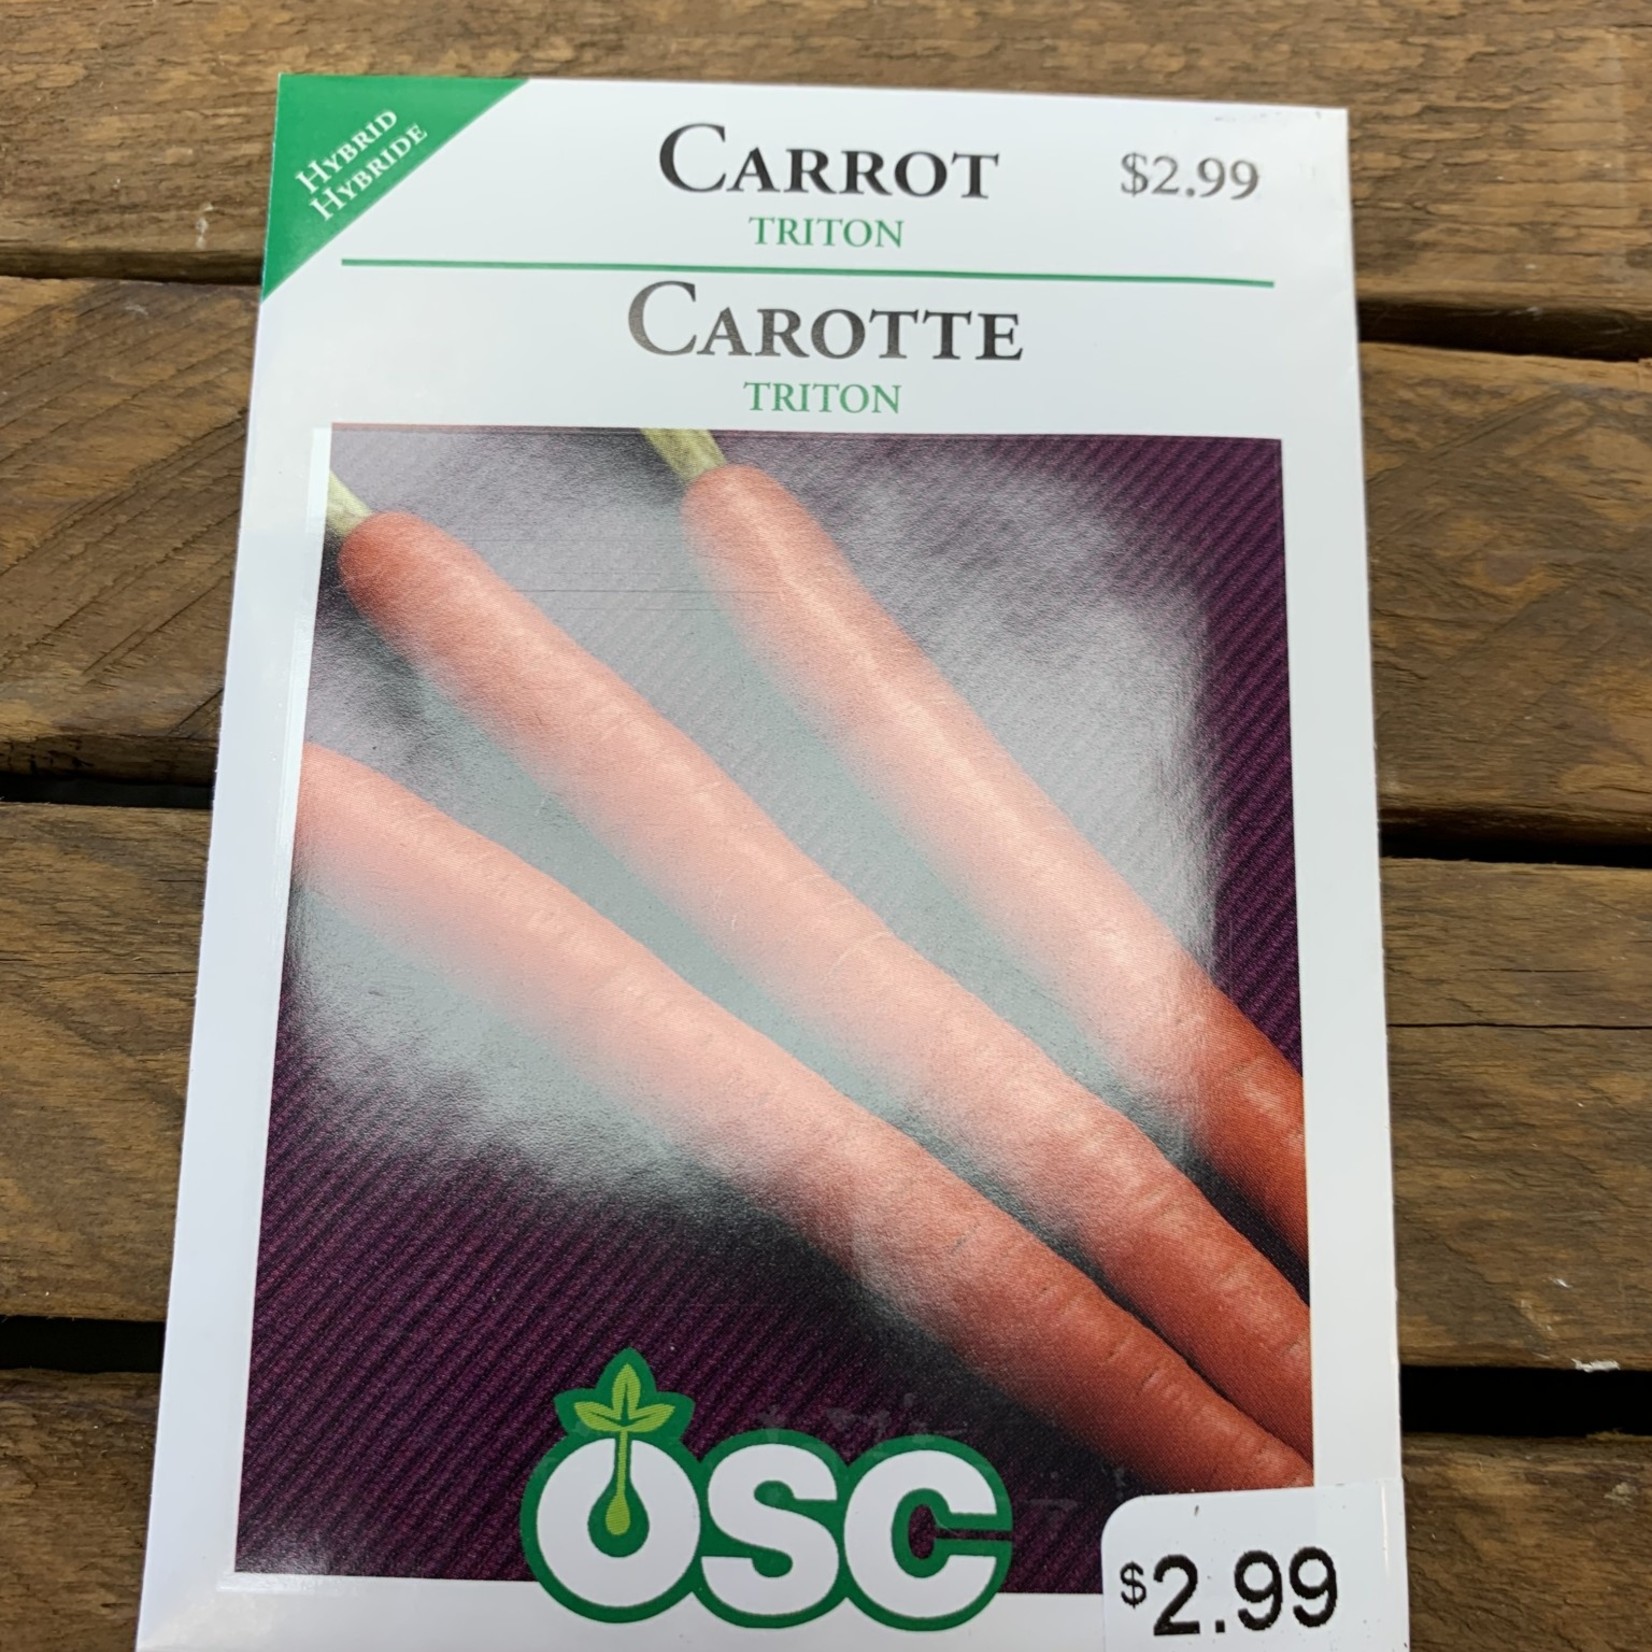 HYBRID
HYBRIDE
CARROT $2.99
TRITON
CAROTTE
TRITON
OSC
$2.99